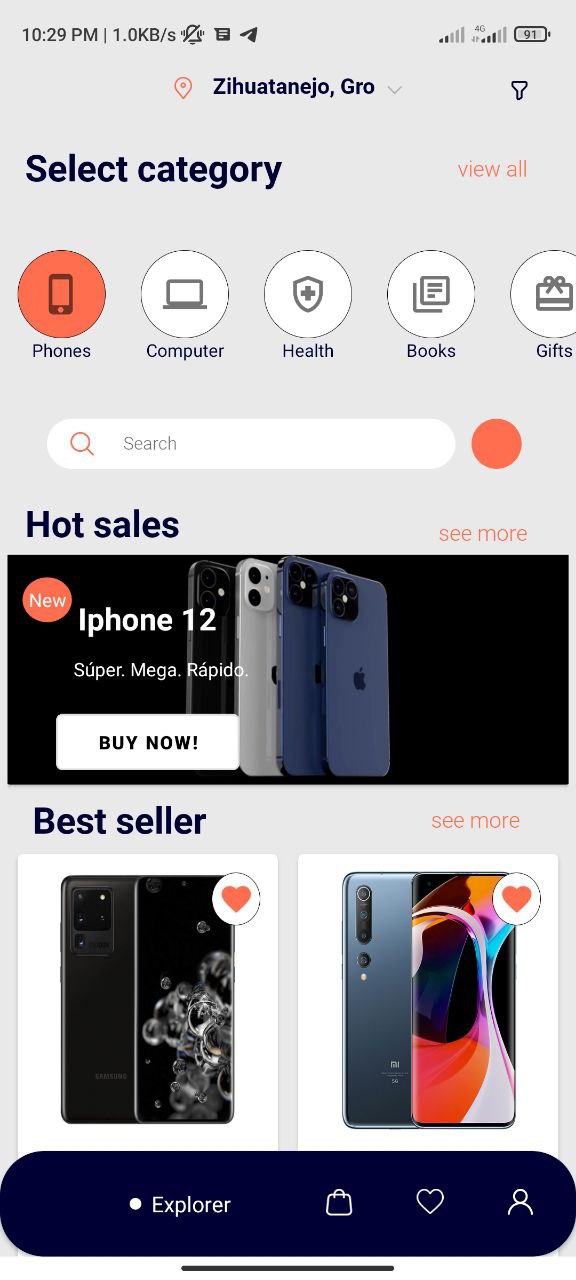 10:29 PM | 1.0KB/s
4G
91
Zihuatanejo, Gro
Select category
view all
Phones
Computer
Health
Books
Gifts
Search
Hot sales
see more
New
Iphone 12
Súper. Mega. Rápido.
BUY NOW!
Best seller
see more
SAMSUNG
MI
5G
Explorer